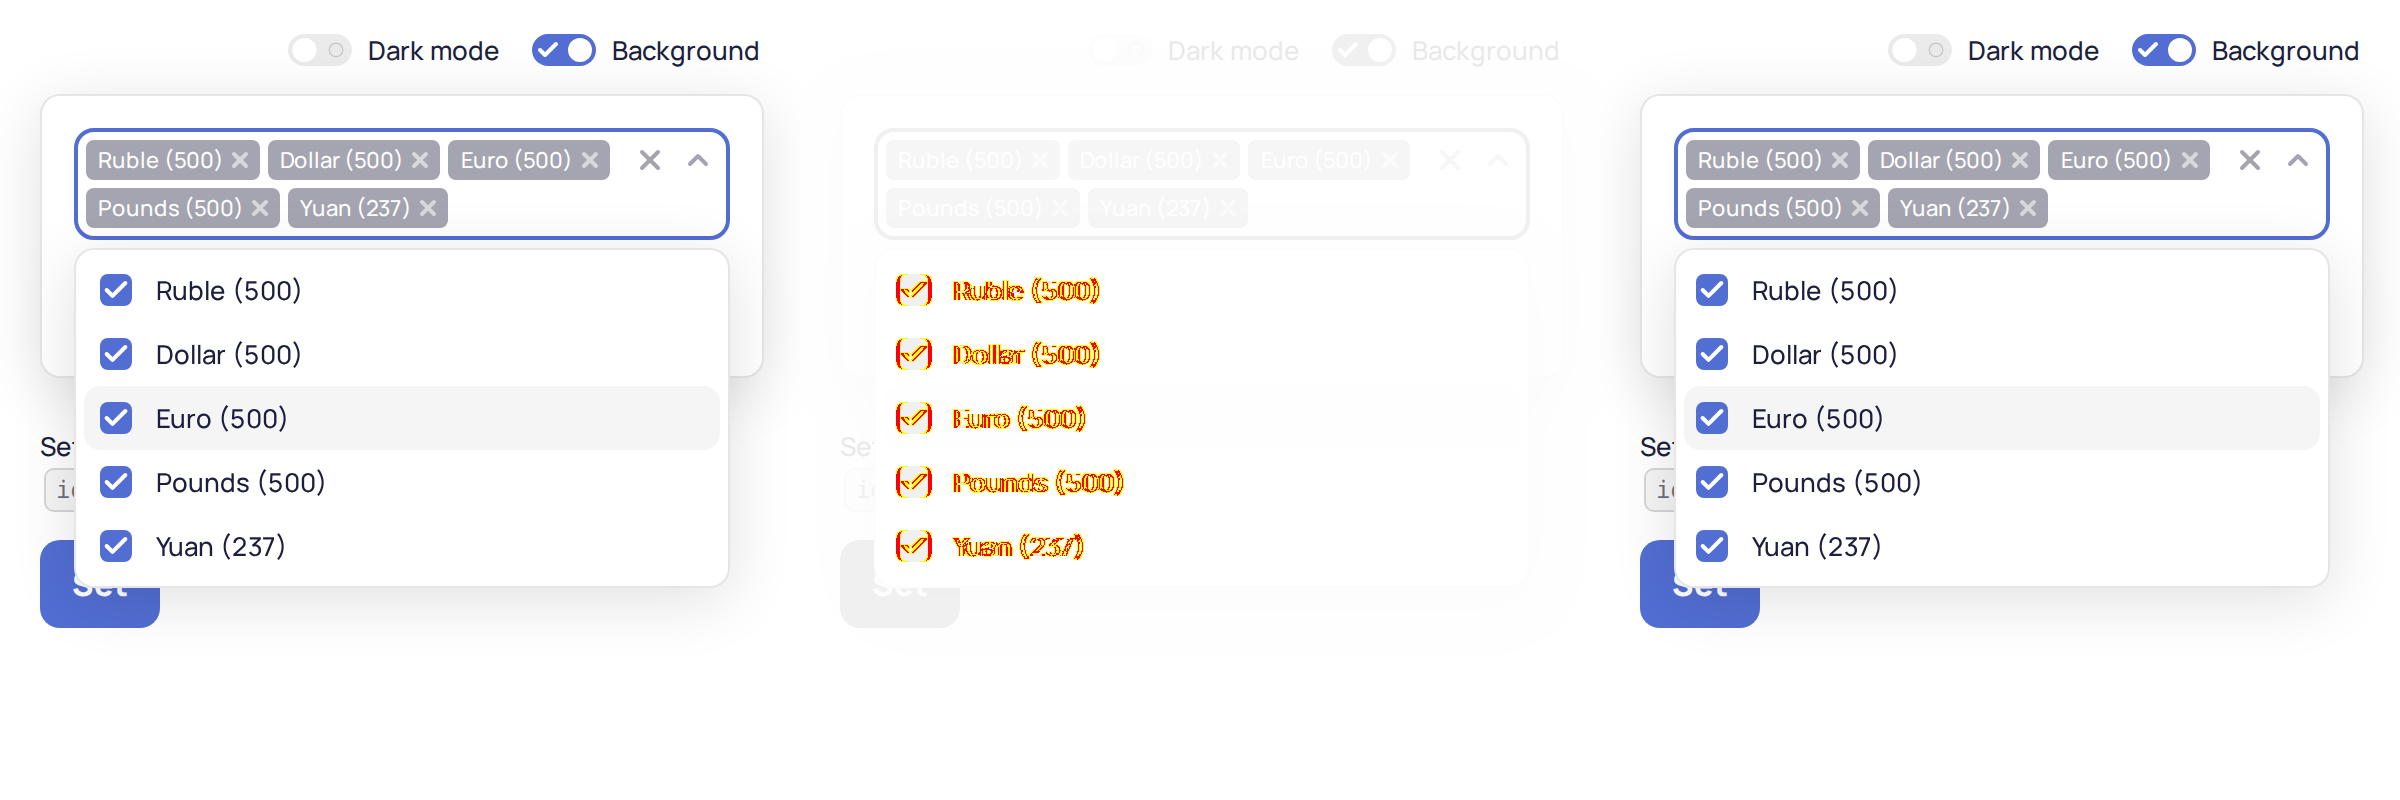 Dark mode Background
Ruble (500) Dollar (500) Euro (500)
Pounds (500) Yuan (237)
Ruble (500)
Dollar (500)
Euro (500)
Pounds (500)
Yuan (237)
Set
Dark mode Background
Ruble (500) Dollar (500) Euro (500)
Pounds (500) Yuan (237)
Ruble (500)
Dollar (500)
Euro (500)
Pounds (500)
Yuan (237)
Set
Dark mode Background
Ruble (500) Dollar (500) Euro (500)
Pounds (500) Yuan (237)
Ruble (500)
Dollar (500)
Euro (500)
Pounds (500)
Yuan (237)
Set